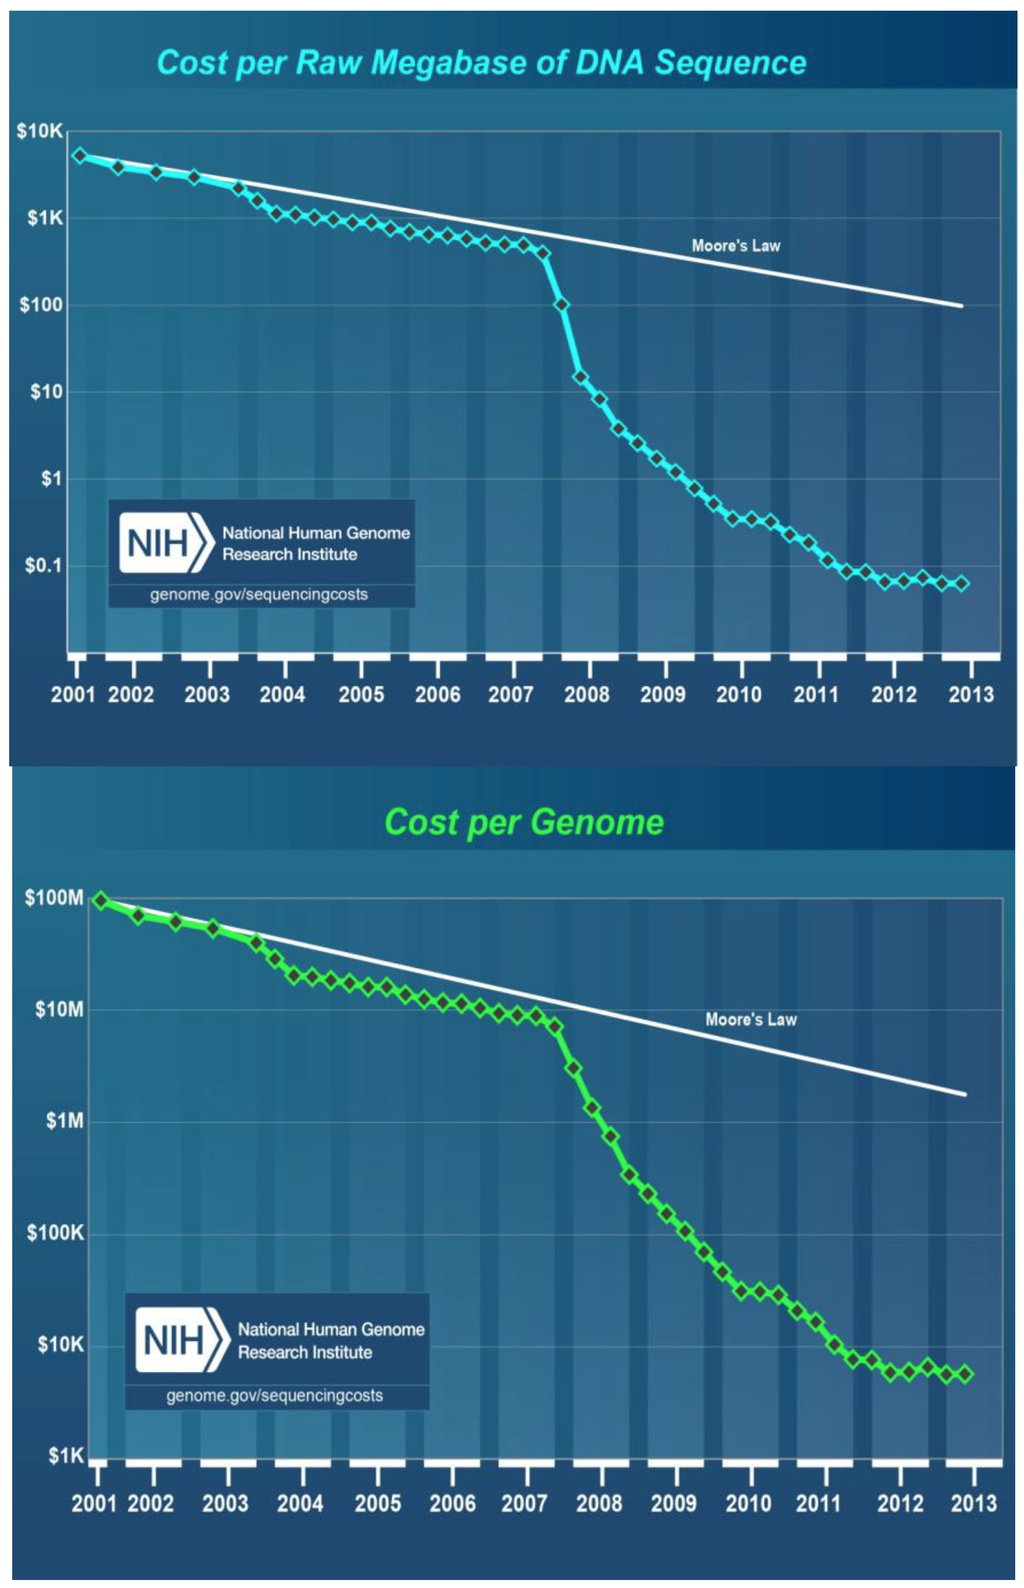 Cost per Raw Megabase of DNA Sequence
$10K
$1K
Moore's Law
$100
$10
$1
$0.1
NIH
National Human Genome
Research Institute
genome.gov/sequencingcosts
2001 2002 2003 2004 2005 2006 2007 2008 2009 2010 2011 2012 2013
Cost per Genome
$100M
$10M
Moore's Law
$1M
$100K
$10K
NIH
National Human Genome
Research Institute
genome.gov/sequencingcosts
$1K
2001 2002 2003 2004 2005 2006 2007 2008 2009 2010 2011 2012 2013